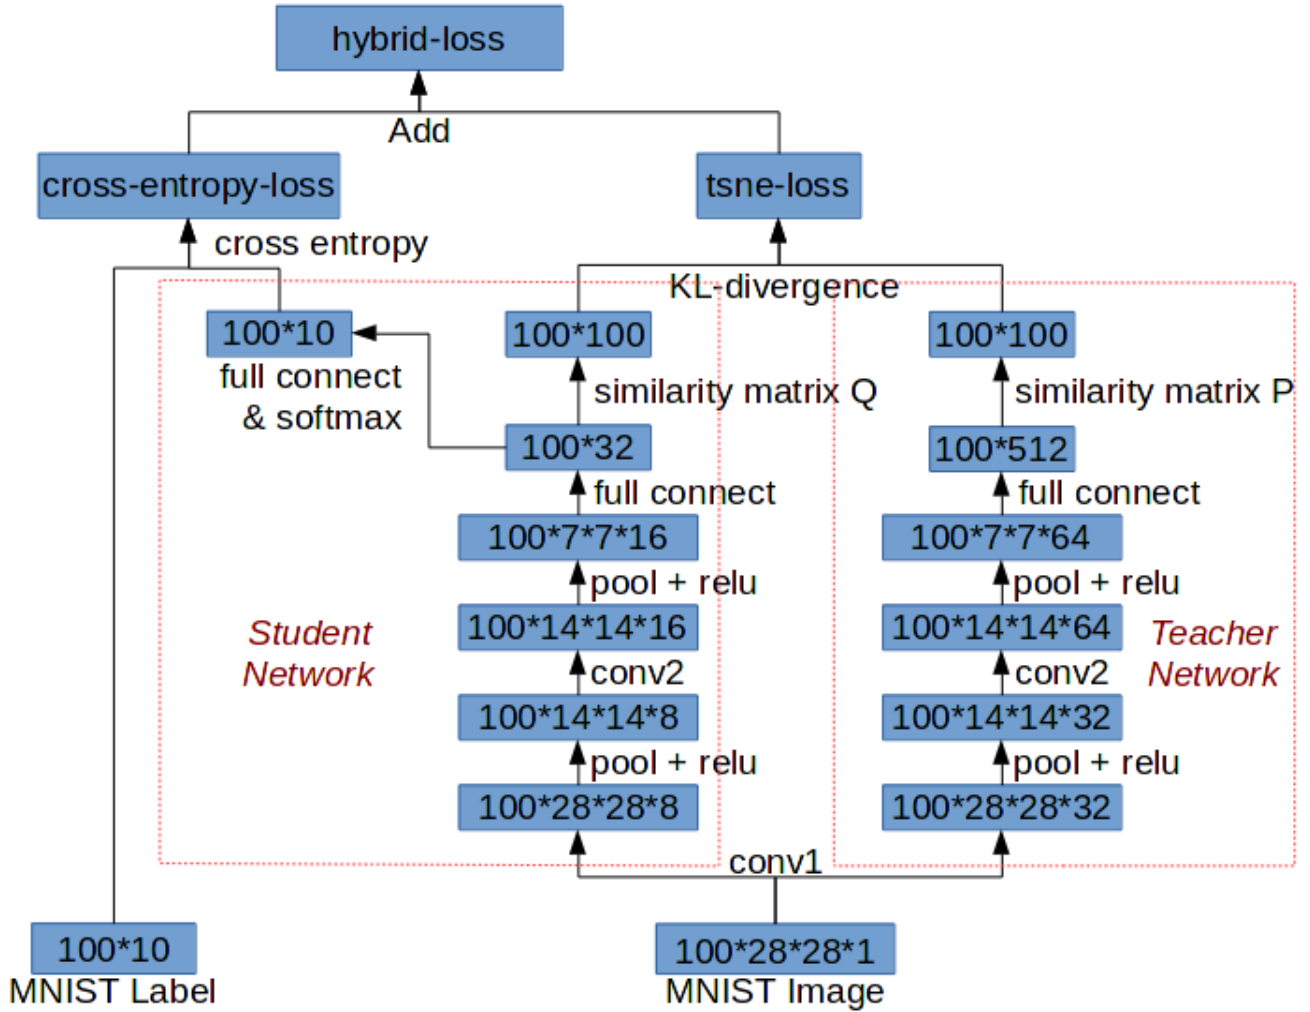 hybrid-loss
Add
cross-entropy-loss
tsne-loss
cross entropy
KL-divergence
100*10
100*100
100*100
full connect
& softmax
similarity matrix Q
similarity matrix P
100*32
100*512
full connect
full connect
100*7*7*16
100*7*7*64
pool + relu
pool + relu
100*14*14*16
100*14*14*64
Student
Network
Teacher
Network
conv2
conv2
100*14*14*8
100*14*14*32
pool + relu
pool + relu
100*28*28*8
100*28*28*32
conv1
100*10
100*28*28*1
MNIST Label
MNIST Image